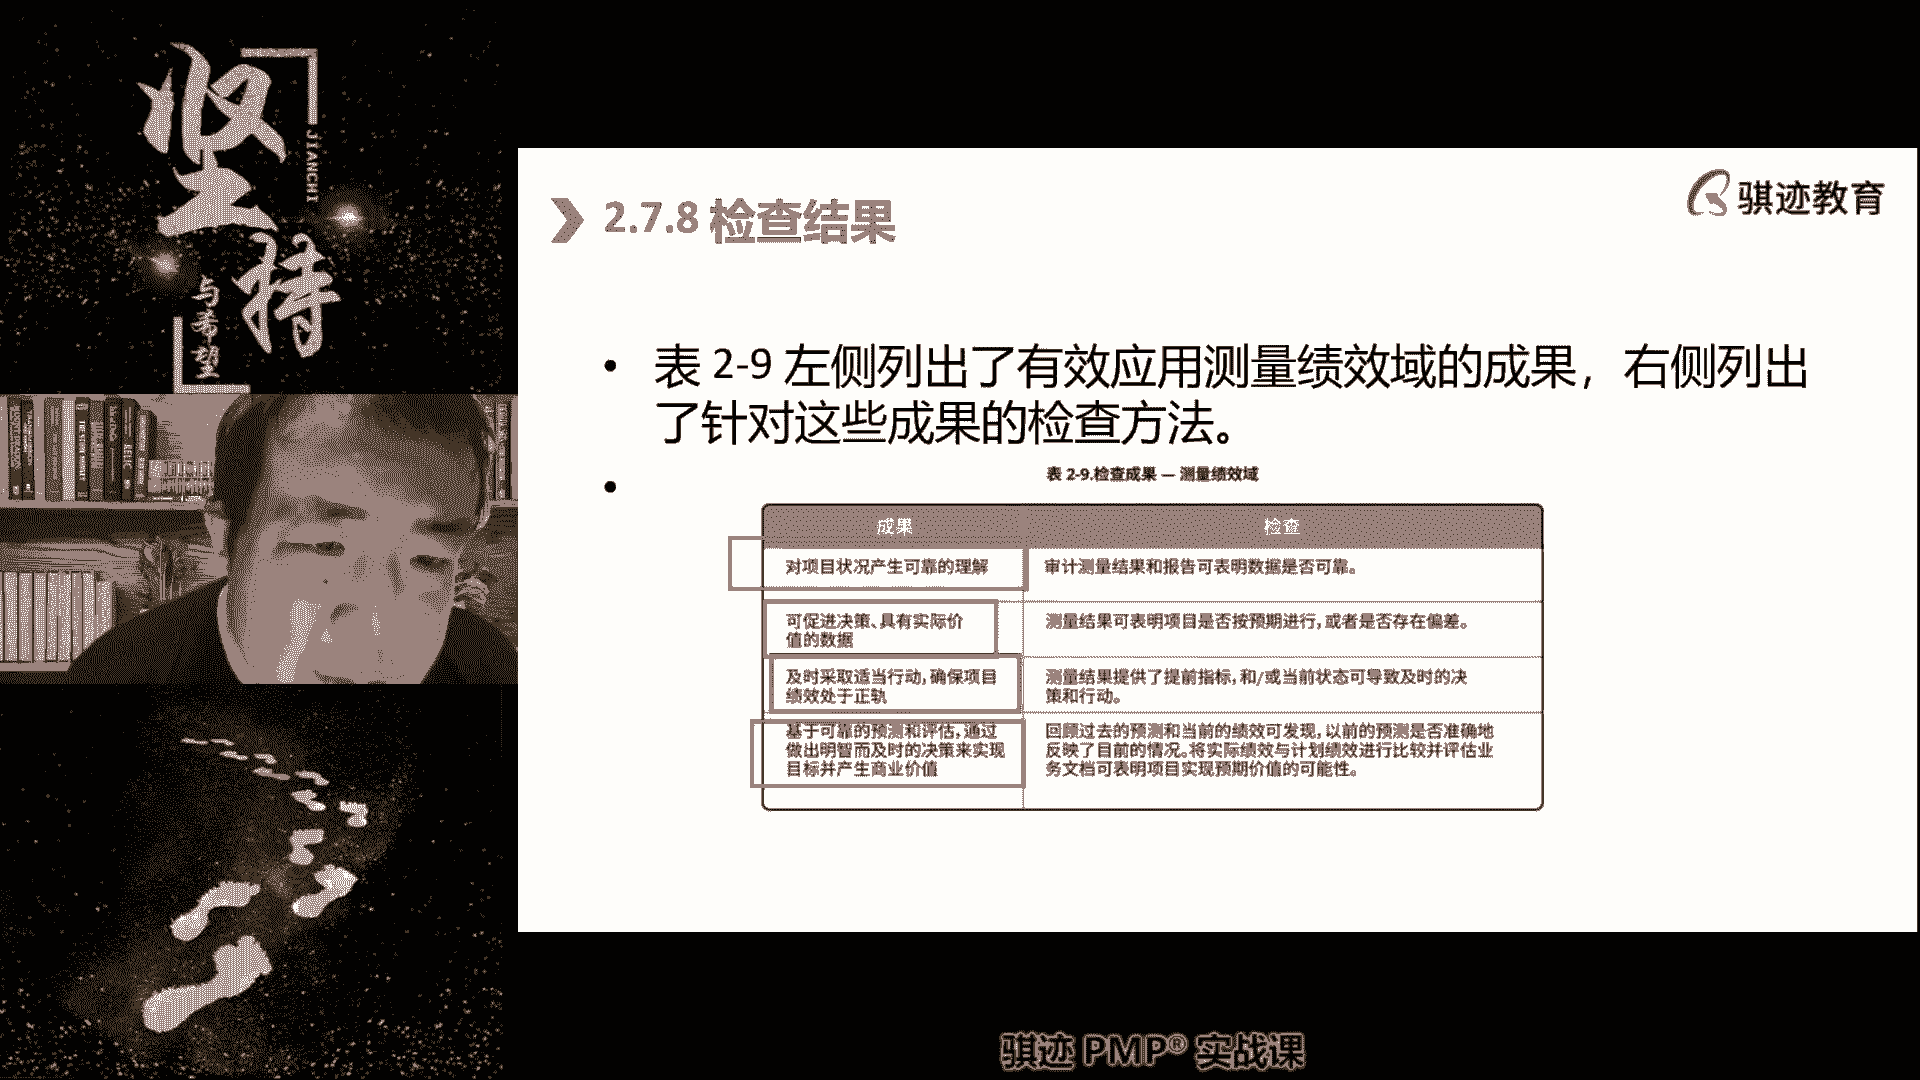 坚持
JIANCHI
与希望
骐迹教育
2.7.8 检查结果
• 表 2-9 左侧列出了有效应用测量绩效域的成果，右侧列出
了针对这些成果的检查方法。
•
表 2-9.检查成果 — 测量绩效域
成果
检查
对项目状况产生可靠的理解
审计测量结果和报告可表明数据是否可靠。
可促进决策、具有实际价
值的数据
测量结果可表明项目是否按预期进行，或者是否存在偏差。
及时采取适当行动，确保项目
绩效处于正轨
测量结果提供了提前指标，和/或当前状态可导致及时的决
策和行动。
基于可靠的预测和评估，通过
做出明智而及时的决策来实现
目标并产生商业价值
回顾过去的预测和当前的绩效可发现，以前的预测是否准确地
反映了目前的情况。将实际绩效与计划绩效进行比较并评估业
务文档可表明项目实现预期价值的可能性。
骐迹 PMP® 实战课